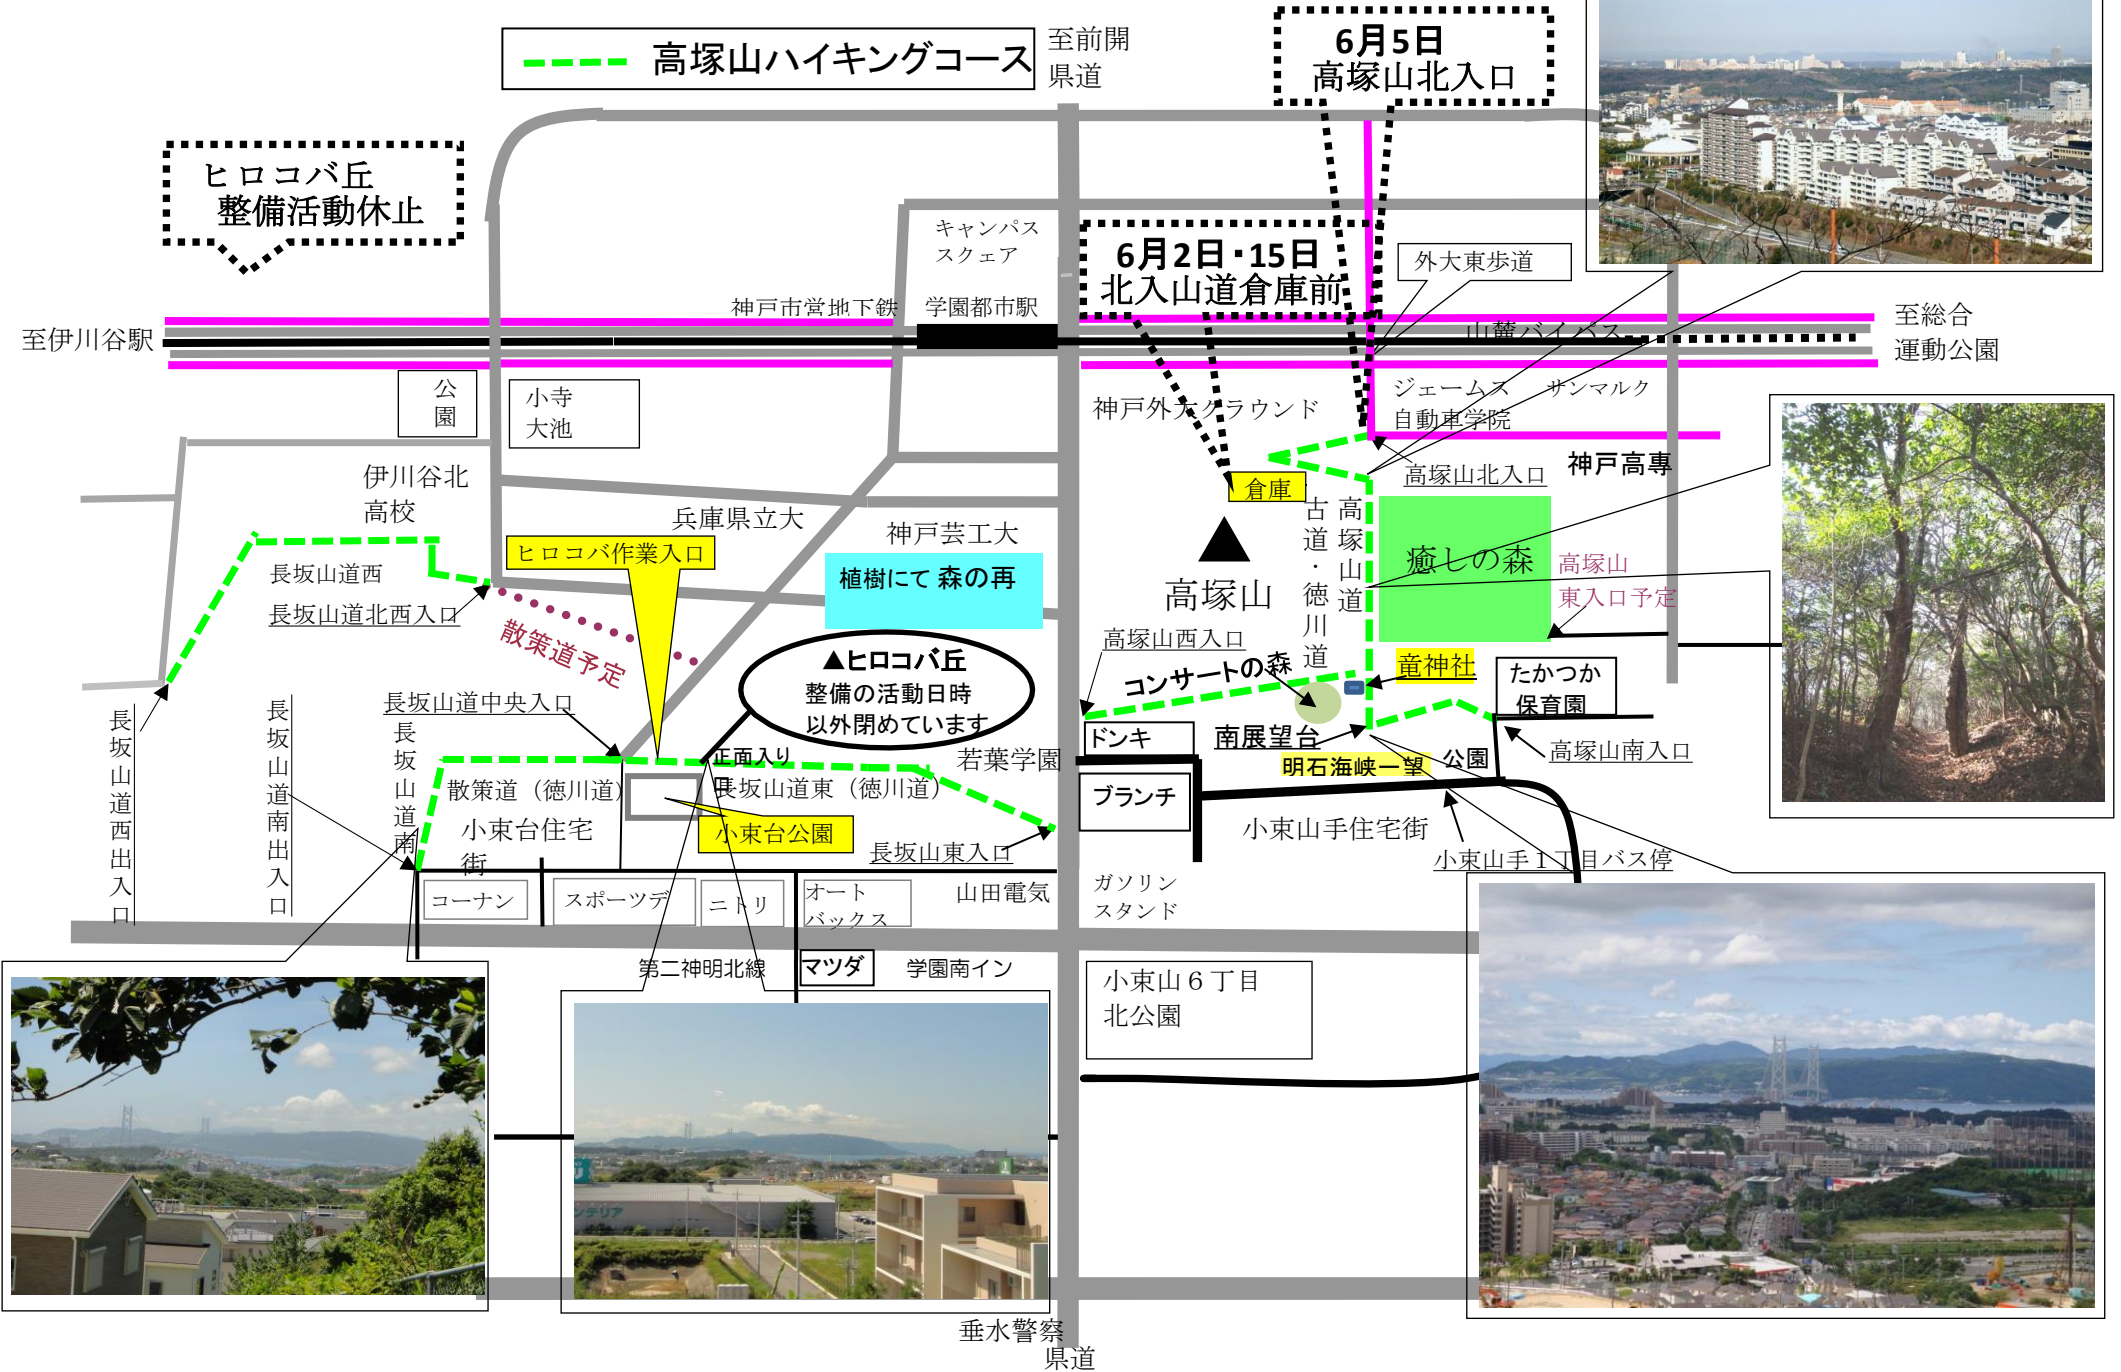 高塚山ハイキングコース
至前開
県道
6月5日
高塚山北入口
ヒロコバ丘
整備活動休止
キャンパス
スクェア
6月2日・15日
北入山道倉庫前
外大東歩道
神戸市営地下鉄
学園都市駅
至伊川谷駅
山麓バイパス
至総合
運動公園
公
園
小寺
大池
神戸外大グラウンド
ジェームス
自動車学院
サンマルク
伊川谷北
高校
高塚山北入口
神戸高専
倉庫
兵庫県立大
神戸芸工大
古道・徳川道
高塚山道
ヒロコバ作業入口
植樹にて 森の再
癒しの森
高塚山
東入口予定
長坂山道西
長坂山道北西入口
散策道予定
高塚山
高塚山西入口
コンサートの森
竜神社
たかつか
保育園
▲ヒロコバ丘
整備の活動日時
以外閉めています
長坂山道中央入口
長坂山道西出入口
長坂山道南出入口
長坂山道南
正面入り
口
若葉学園
ドンキ
南展望台
明石海峡一望
公園
高塚山南入口
散策道（徳川道）
長坂山道東（徳川道）
ブランチ
小束台住宅
街
小束台公園
長坂山東入口
小束山手住宅街
小束山手１丁目バス停
コーナン
スポーツデ
ニトリ
オート
バックス
山田電気
ガソリン
スタンド
第二神明北線
マツダ
学園南イン
小束山６丁目
北公園
ンテリア
垂水警察
県道